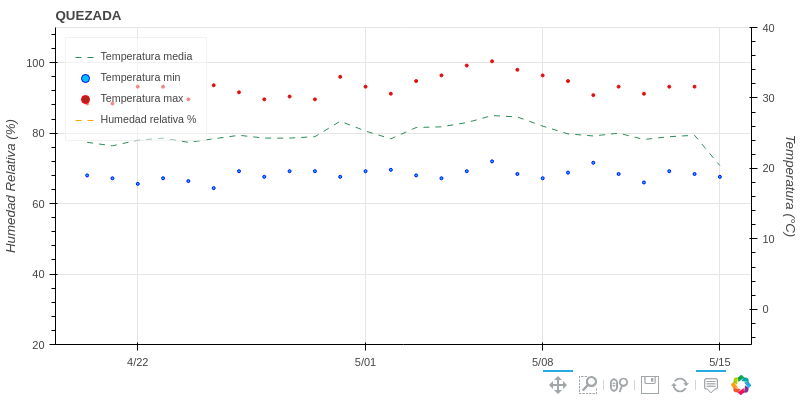 QUEZADA
Temperatura media
Temperatura min
Temperatura max
Humedad relativa %
Humedad Relativa (%)
100
80
60
40
20
Temperatura (°C)
40
30
20
10
0
4/22
5/01
5/08
5/15